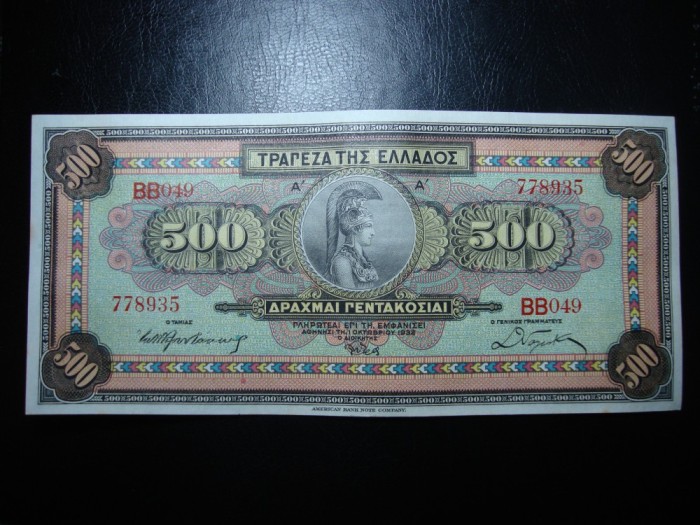 500 500
ΤΡΑΠΕΖΑ ΤΗΣ ΕΛΛΑΔΟΣ
BB049 Α' Α' 778935
500 500
778935 ΔΡΑΧΜΑΙ ΠΕΝΤΑΚΟΣΙΑΙ BB049
Ο ΤΑΜΙΑΣ ΠΛΗΡΩΤΕΑΙ ΕΠΙ ΤΗ ΕΜΦΑΝΙΣΕΙ Ο ΓΕΝΙΚΟΣ ΓΡΑΜΜΑΤΕΥΣ
ΑΘΗΝΗΣΙ ΤΗ 1 ΟΚΤΩΒΡΙΟΥ 1932
Ο ΔΙΟΙΚΗΤΗΣ
500 500
AMERICAN BANK NOTE COMPANY.